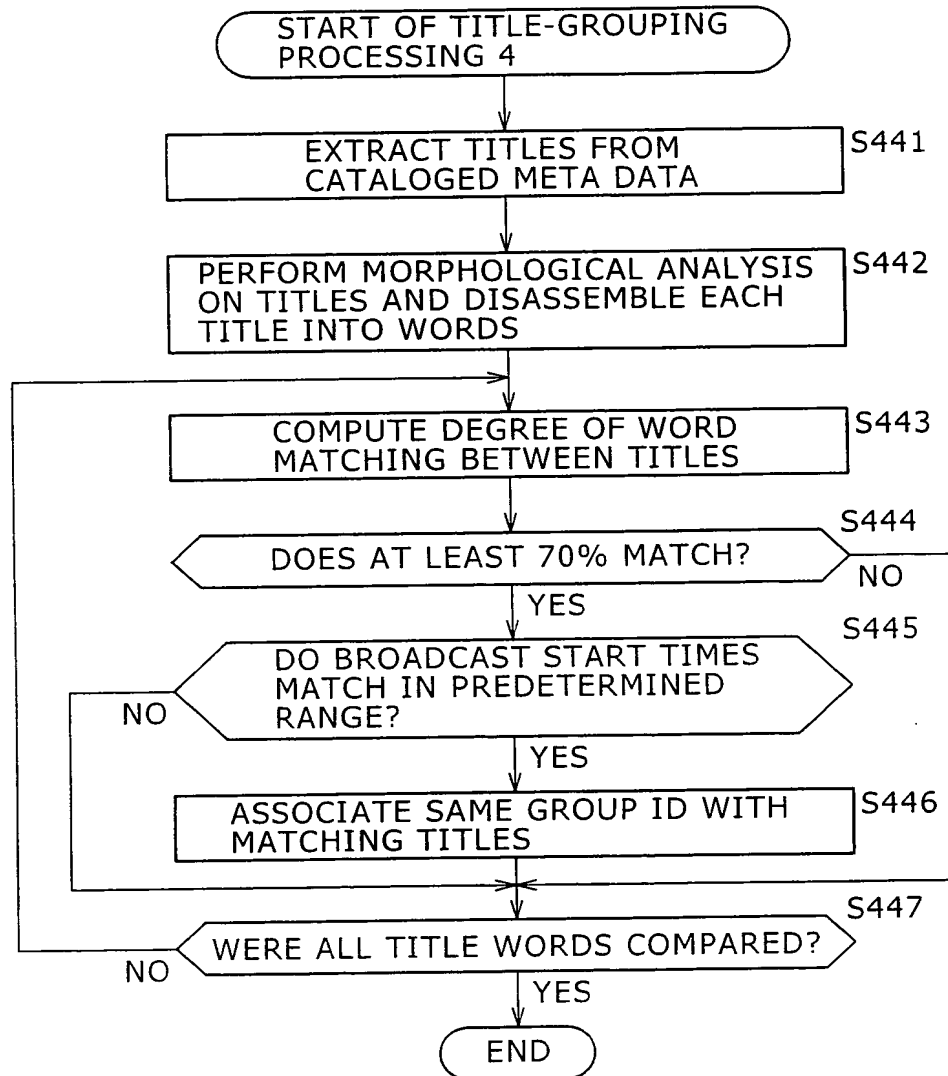 START OF TITLE-GROUPING
PROCESSING 4
EXTRACT TITLES FROM
CATALOGED META DATA
S441
PERFORM MORPHOLOGICAL ANALYSIS
ON TITLES AND DISASSEMBLE EACH
TITLE INTO WORDS
S442
COMPUTE DEGREE OF WORD
MATCHING BETWEEN TITLES
S443
S444
DOES AT LEAST 70% MATCH?
NO
YES
S445
DO BROADCAST START TIMES
MATCH IN PREDETERMINED
RANGE?
NO
YES
ASSOCIATE SAME GROUP ID WITH
MATCHING TITLES
S446
S447
WERE ALL TITLE WORDS COMPARED?
NO
YES
END